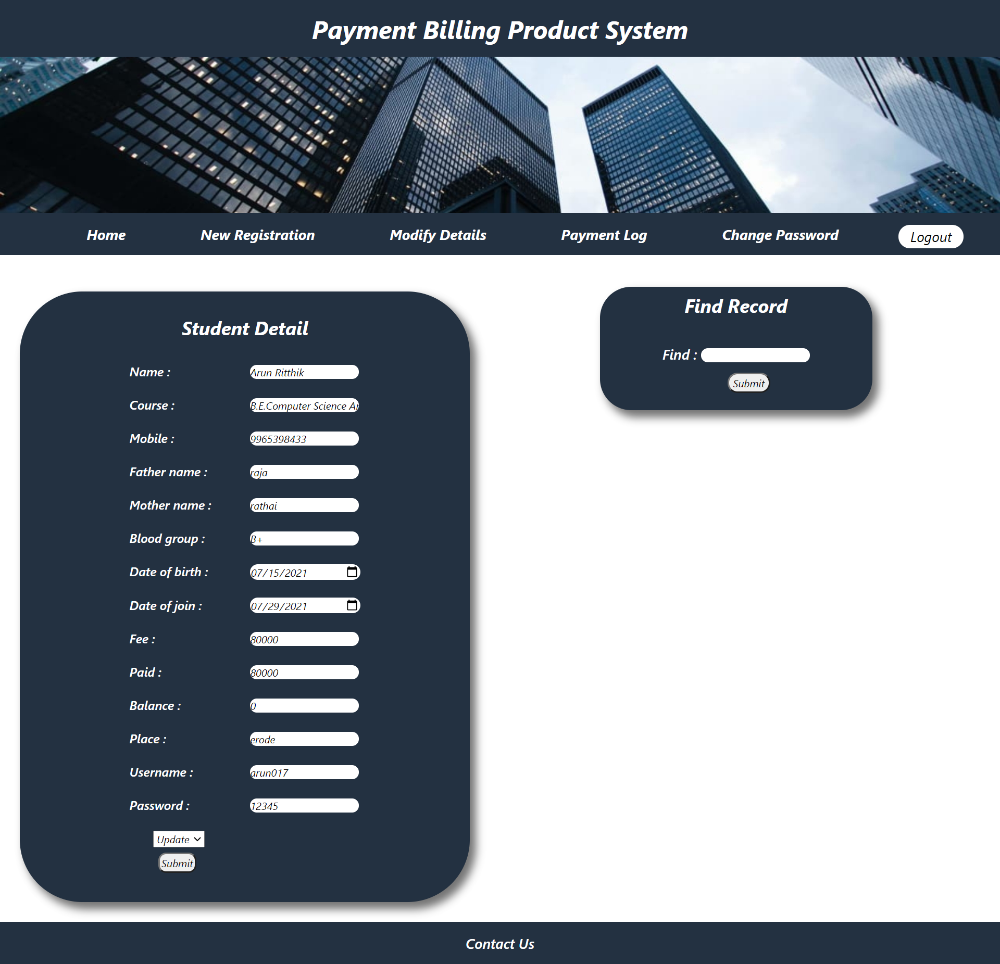 Payment Billing Product System
Home New Registration Modify Details Payment Log Change Password Logout
Student Detail
Name : Arun Ritthik
Course : B.E.Computer Science
Mobile : 9965398433
Father name : raja
Mother name : rathai
Blood group : B+
Date of birth : 07/15/2021
Date of join : 07/29/2021
Fee : 80000
Paid : 80000
Balance : 0
Place : erode
Username : arun017
Password : 12345
Update
Submit
Find Record
Find :
Submit
Contact Us